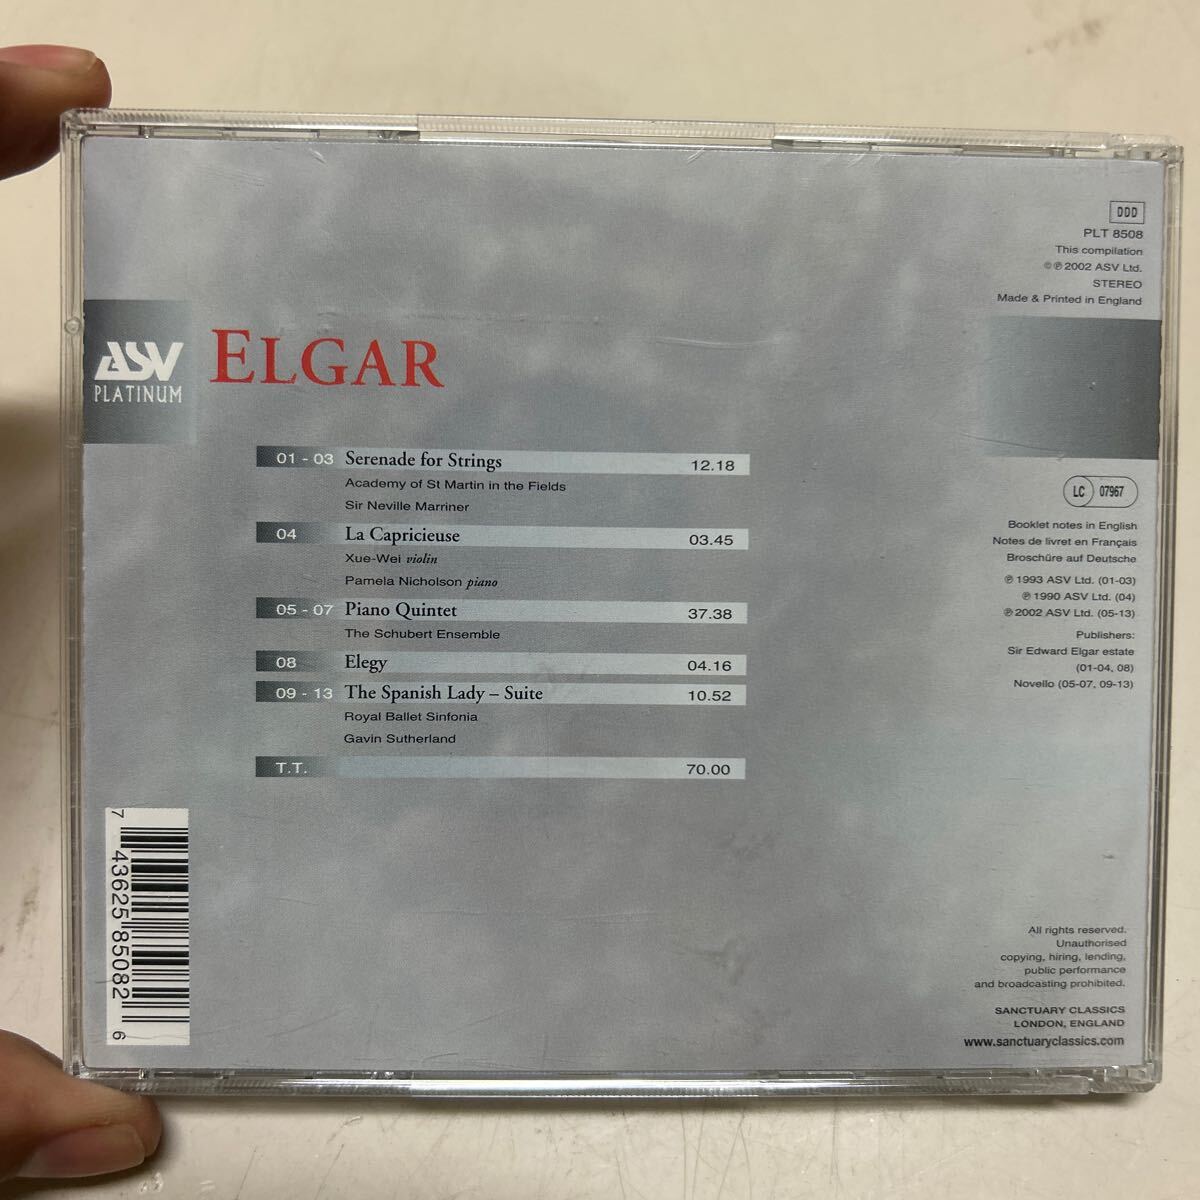 DDD
PLT 8508
This compilation
©℗2002 ASV Ltd.
STEREO
Made & Printed in England
ASV
PLATINUM
ELGAR
01 - 03 Serenade for Strings 12.18
Academy of St Martin in the Fields
Sir Neville Marriner
04 La Capricieuse 03.45
Xue-Wei violin
Pamela Nicholson piano
05 - 07 Piano Quintet 37.38
The Schubert Ensemble
08 Elegy 04.16
09 - 13 The Spanish Lady – Suite 10.52
Royal Ballet Sinfonia
Gavin Sutherland
T.T. 70.00
LC 07967
Booklet notes in English
Notes de livret en Français
Broschüre auf Deutsche
℗1993 ASV Ltd. (01-03)
℗1990 ASV Ltd. (04)
℗2002 ASV Ltd. (05-13)
Publishers:
Sir Edward Elgar estate
(01-04, 08)
Novello (05-07, 09-13)
7 43625 85082 6
All rights reserved.
Unauthorised
copying, hiring, lending,
public performance
and broadcasting prohibited.
SANCTUARY CLASSICS
LONDON, ENGLAND
www.sanctuaryclassics.com